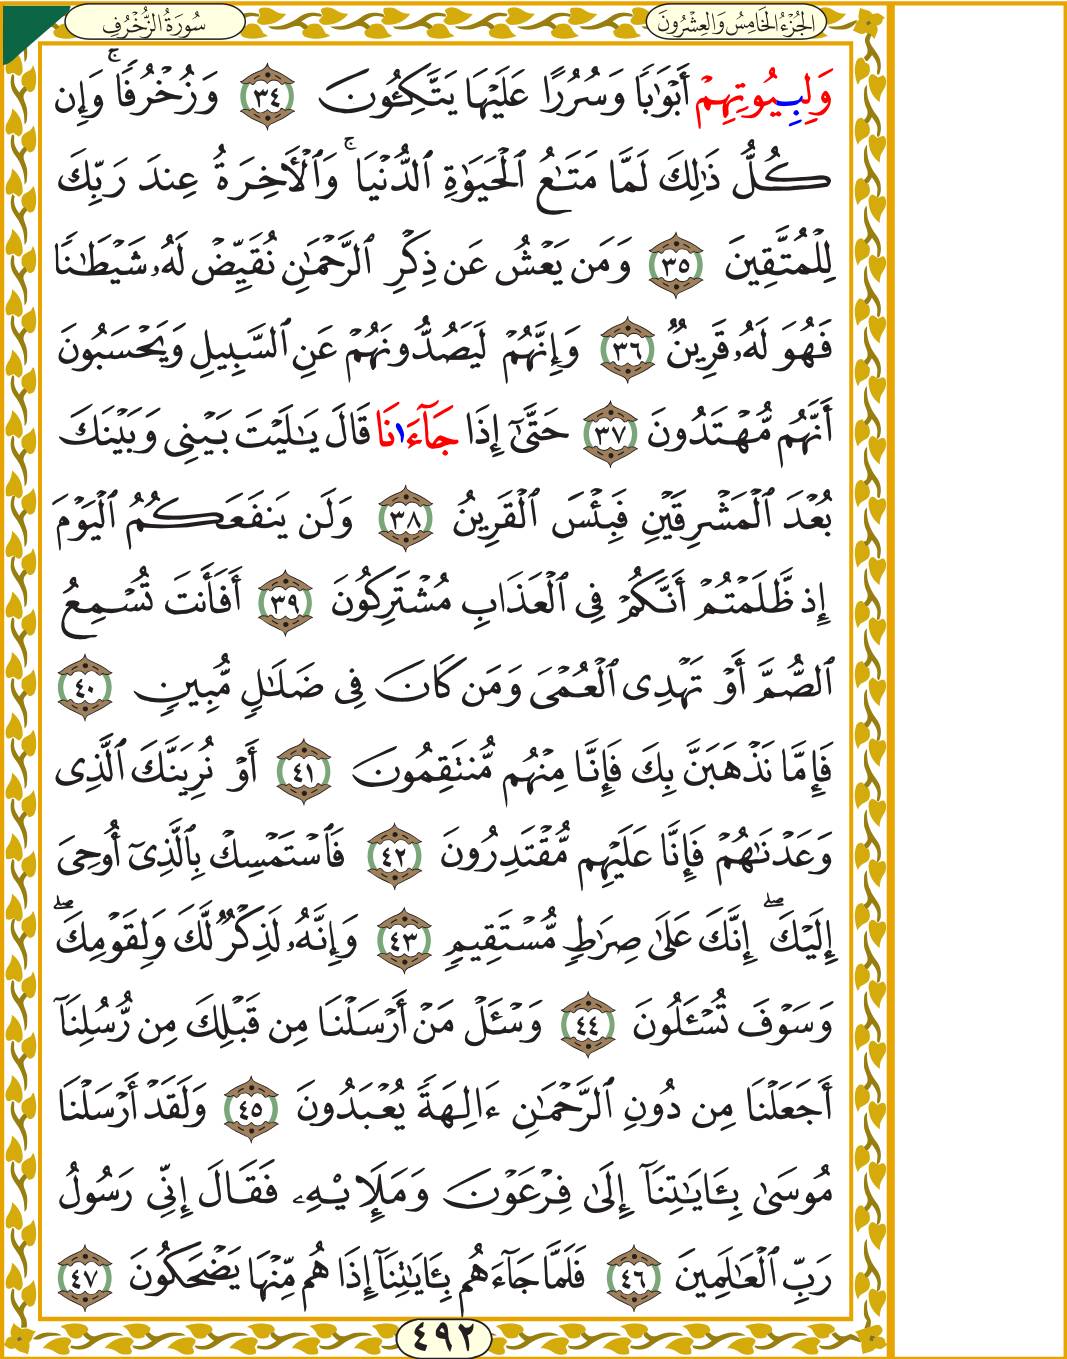 سُورَةُ الزُّخْرُفِ
الجُزْءُ الخَامِسُ وَالعِشْرُونَ
وَلِبِيُوتِهِمْ أَبْوَٰبًا وَسُرُرًا عَلَيْهَا يَتَّكِـُٔونَ ٣٤ وَزُخْرُفًاۚ وَإِن
كُلُّ ذَٰلِكَ لَمَّا مَتَٰعُ ٱلْحَيَوٰةِ ٱلدُّنْيَاۚ وَٱلْأٓخِرَةُ عِندَ رَبِّكَ
لِلْمُتَّقِينَ ٣٥ وَمَن يَعْشُ عَن ذِكْرِ ٱلرَّحْمَٰنِ نُقَيِّضْ لَهُۥ شَيْطَٰنًا
فَهُوَ لَهُۥ قَرِينٌ ٣٦ وَإِنَّهُمْ لَيَصُدُّونَهُمْ عَنِ ٱلسَّبِيلِ وَيَحْسَبُونَ
أَنَّهُم مُّهْتَدُونَ ٣٧ حَتَّىٰٓ إِذَا جَآءَٰنَا قَالَ يَٰلَيْتَ بَيْنِى وَبَيْنَكَ
بُعْدَ ٱلْمَشْرِقَيْنِ فَبِئْسَ ٱلْقَرِينُ ٣٨ وَلَن يَنفَعَكُمُ ٱلْيَوْمَ
إِذ ظَّلَمْتُمْ أَنَّكُمْ فِى ٱلْعَذَابِ مُشْتَرِكُونَ ٣٩ أَفَأَنتَ تُسْمِعُ
ٱلصُّمَّ أَوْ تَهْدِى ٱلْعُمْىَ وَمَن كَانَ فِى ضَلَٰلٍ مُّبِينٍ ٤٠
فَإِمَّا نَذْهَبَنَّ بِكَ فَإِنَّا مِنْهُم مُّنتَقِمُونَ ٤١ أَوْ نُرِيَنَّكَ ٱلَّذِى
وَعَدْنَٰهُمْ فَإِنَّا عَلَيْهِم مُّقْتَدِرُونَ ٤٢ فَٱسْتَمْسِكْ بِٱلَّذِىٓ أُوحِىَ
إِلَيْكَۖ إِنَّكَ عَلَىٰ صِرَٰطٍ مُّسْتَقِيمٍ ٤٣ وَإِنَّهُۥ لَذِكْرٌ لَّكَ وَلِقَوْمِكَۖ
وَسَوْفَ تُسْـَٔلُونَ ٤٤ وَسْـَٔلْ مَنْ أَرْسَلْنَا مِن قَبْلِكَ مِن رُّسُلِنَآ
أَجَعَلْنَا مِن دُونِ ٱلرَّحْمَٰنِ ءَالِهَةً يُعْبَدُونَ ٤٥ وَلَقَدْ أَرْسَلْنَا
مُوسَىٰ بِـَٔايَٰتِنَآ إِلَىٰ فِرْعَوْنَ وَمَلَإِي۟هِۦ فَقَالَ إِنِّى رَسُولُ
رَبِّ ٱلْعَٰلَمِينَ ٤٦ فَلَمَّا جَآءَهُم بِـَٔايَٰتِنَآ إِذَا هُم مِّنْهَا يَضْحَكُونَ ٤٧
٤٩٢